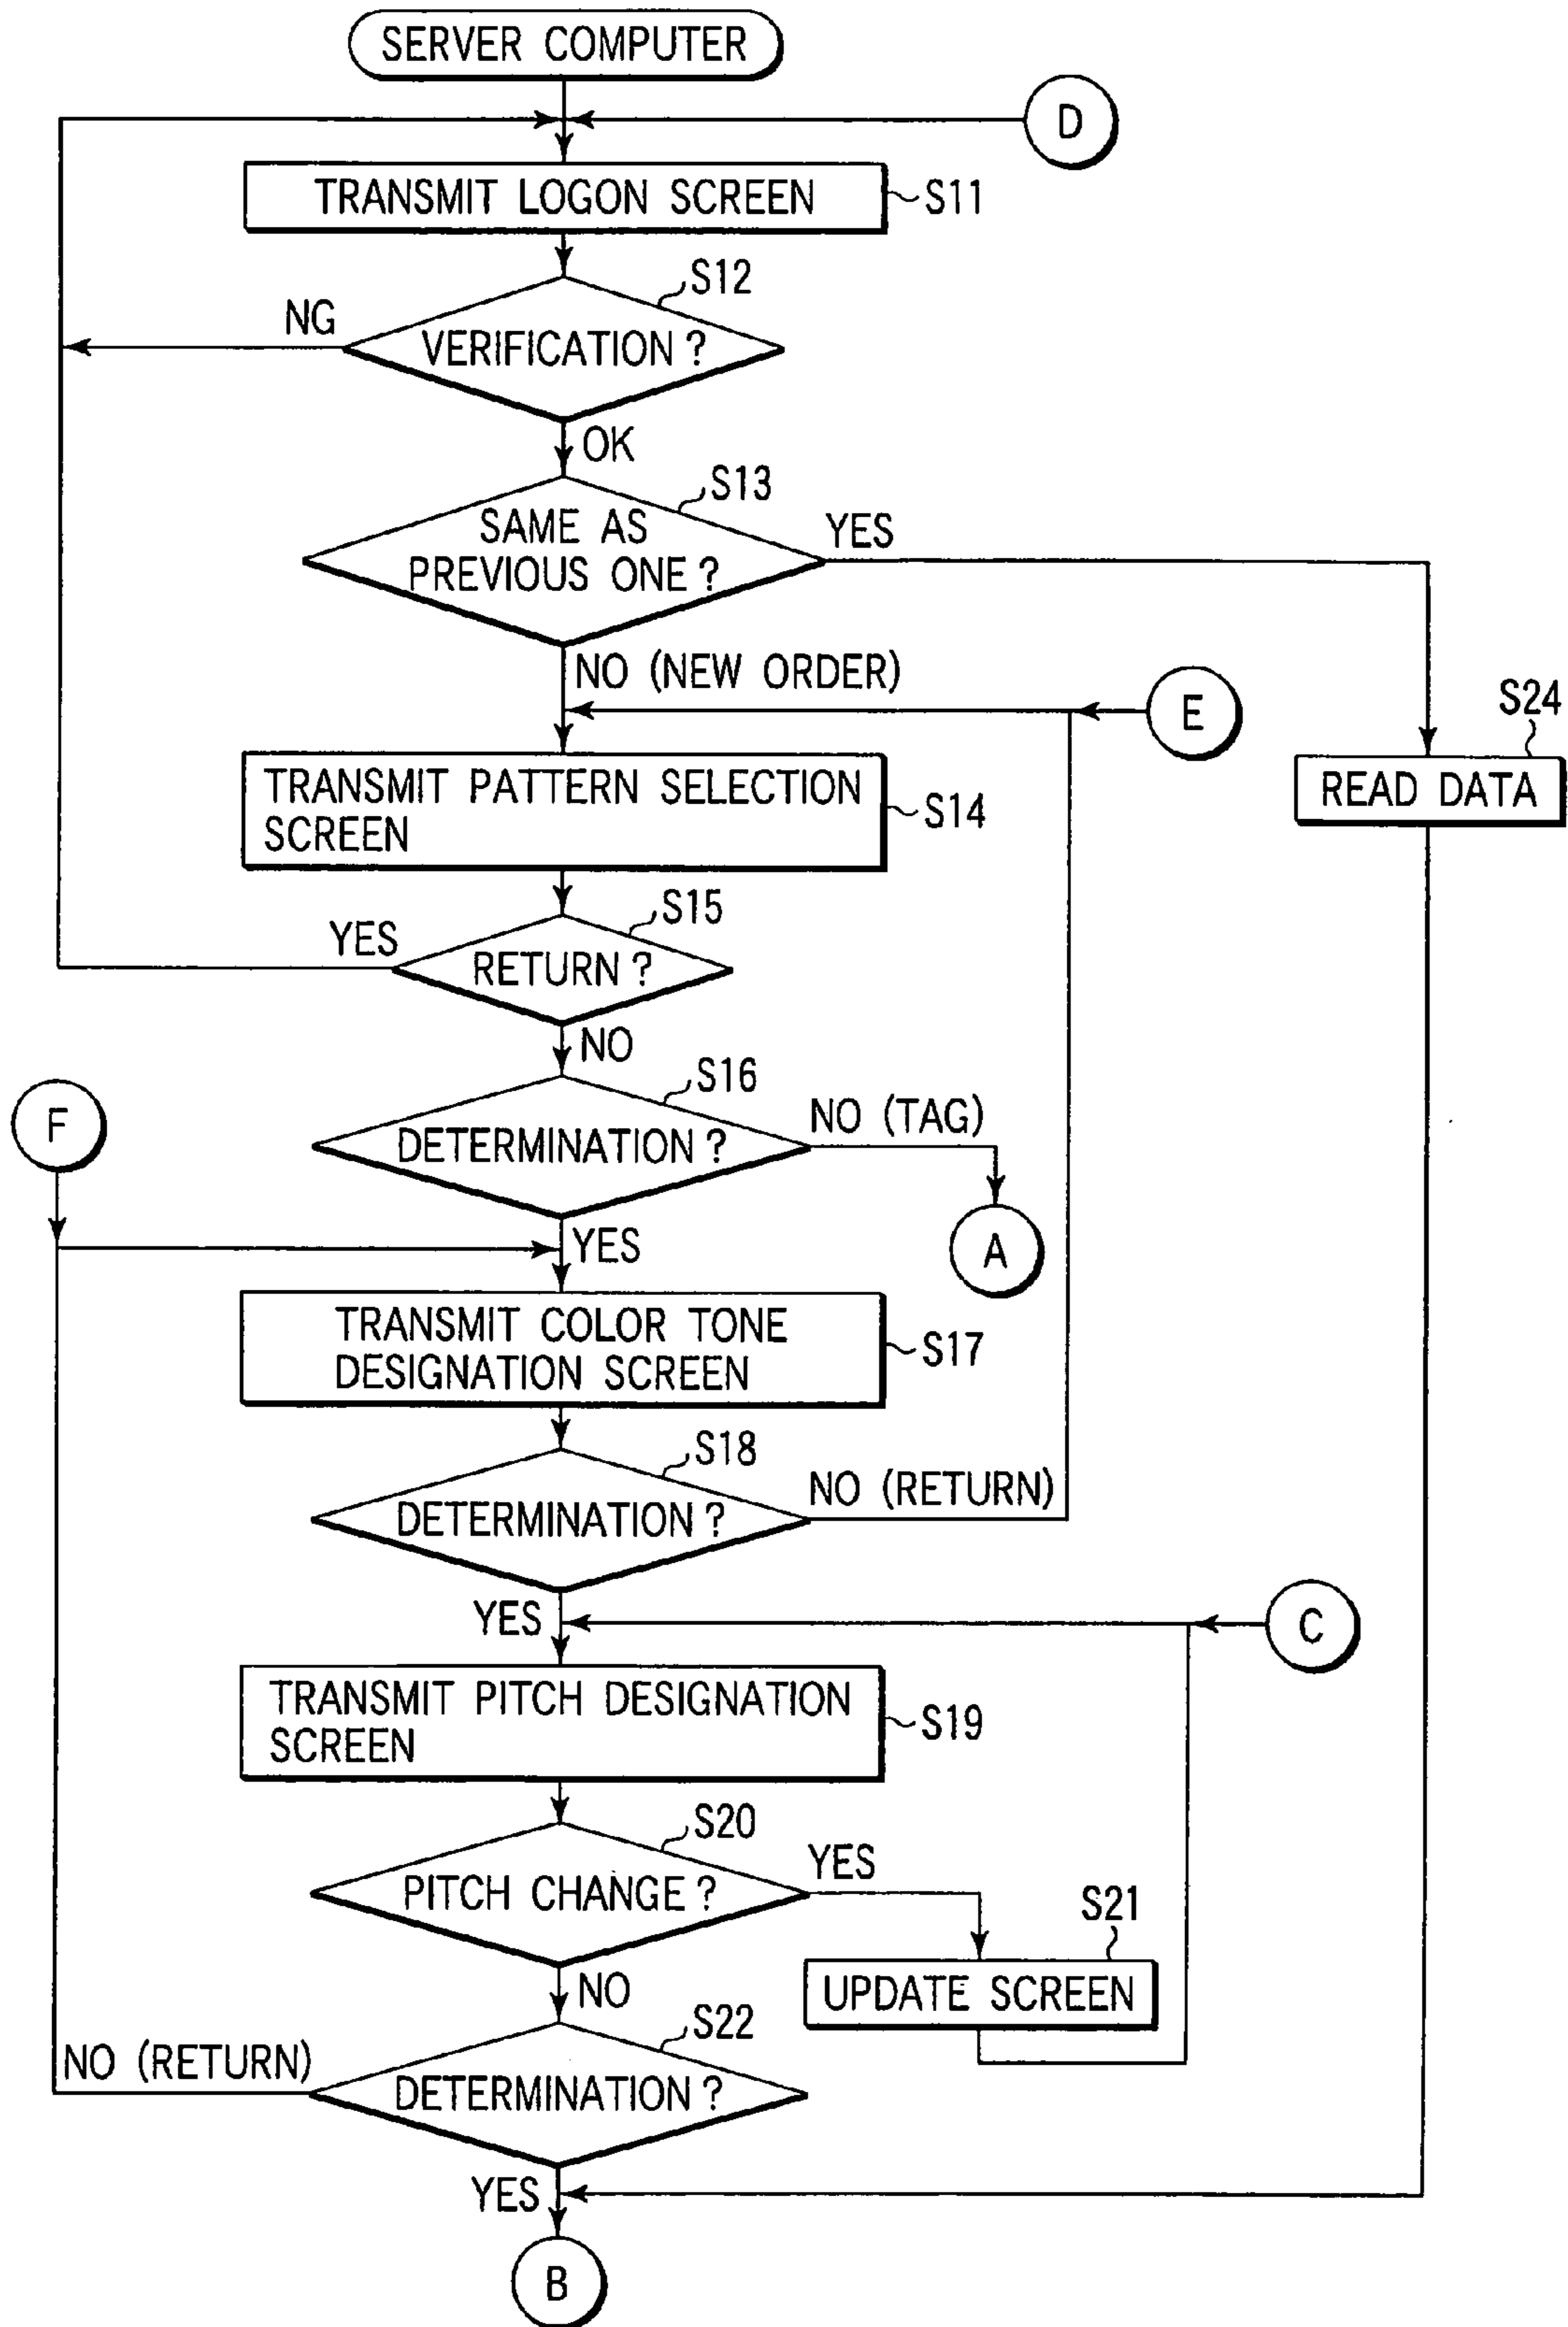 SERVER COMPUTER
D
TRANSMIT LOGON SCREEN
S11
S12
NG
VERIFICATION ?
OK
S13
SAME AS
PREVIOUS ONE ?
YES
NO (NEW ORDER)
E
S24
TRANSMIT PATTERN SELECTION
SCREEN
S14
READ DATA
S15
YES
RETURN ?
NO
S16
F
DETERMINATION ?
NO (TAG)
A
YES
TRANSMIT COLOR TONE
DESIGNATION SCREEN
S17
S18
DETERMINATION ?
NO (RETURN)
YES
C
TRANSMIT PITCH DESIGNATION
SCREEN
S19
S20
PITCH CHANGE ?
YES
S21
UPDATE SCREEN
NO
S22
NO (RETURN)
DETERMINATION ?
YES
B